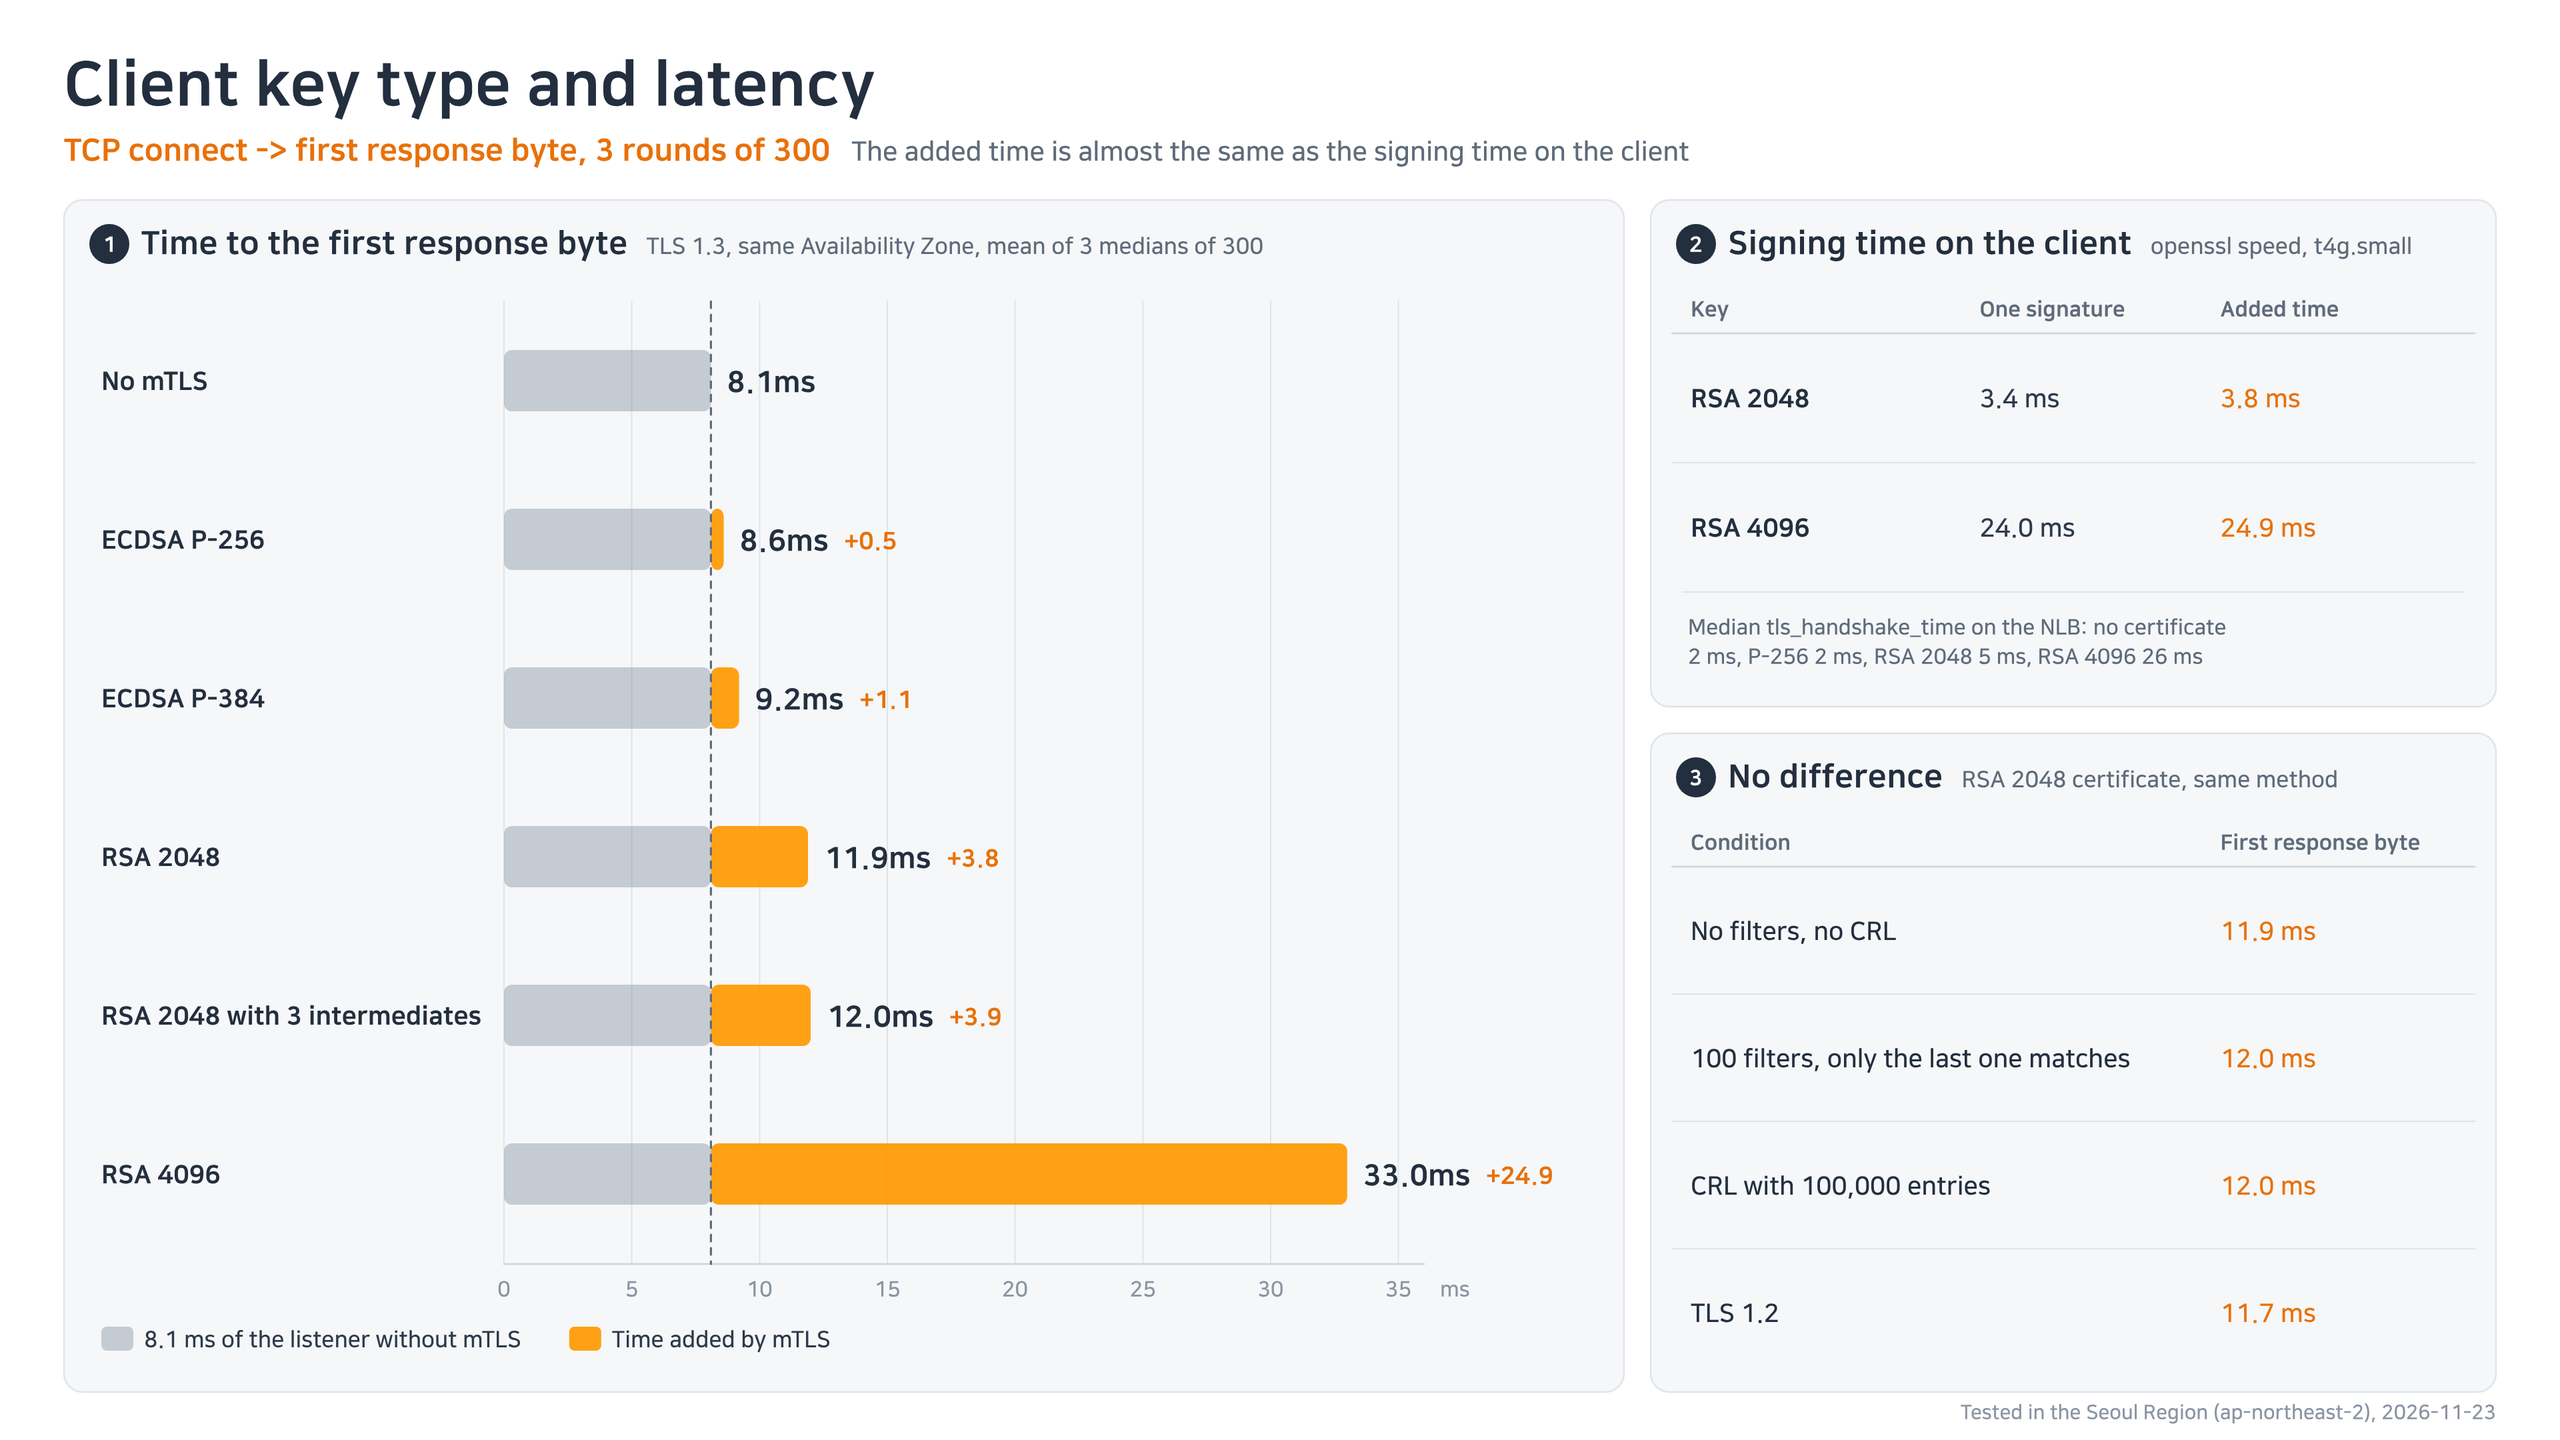 Client key type and latency
TCP connect -> first response byte, 3 rounds of 300 The added time is almost the same as the signing time on the client
1 Time to the first response byte TLS 1.3, same Availability Zone, mean of 3 medians of 300
No mTLS 8.1ms
ECDSA P-256 8.6ms +0.5
ECDSA P-384 9.2ms +1.1
RSA 2048 11.9ms +3.8
RSA 2048 with 3 intermediates 12.0ms +3.9
RSA 4096 33.0ms +24.9
0 5 10 15 20 25 30 35 ms
8.1 ms of the listener without mTLS Time added by mTLS
2 Signing time on the client openssl speed, t4g.small
Key One signature Added time
RSA 2048 3.4 ms 3.8 ms
RSA 4096 24.0 ms 24.9 ms
Median tls_handshake_time on the NLB: no certificate
2 ms, P-256 2 ms, RSA 2048 5 ms, RSA 4096 26 ms
3 No difference RSA 2048 certificate, same method
Condition First response byte
No filters, no CRL 11.9 ms
100 filters, only the last one matches 12.0 ms
CRL with 100,000 entries 12.0 ms
TLS 1.2 11.7 ms
Tested in the Seoul Region (ap-northeast-2), 2026-11-23